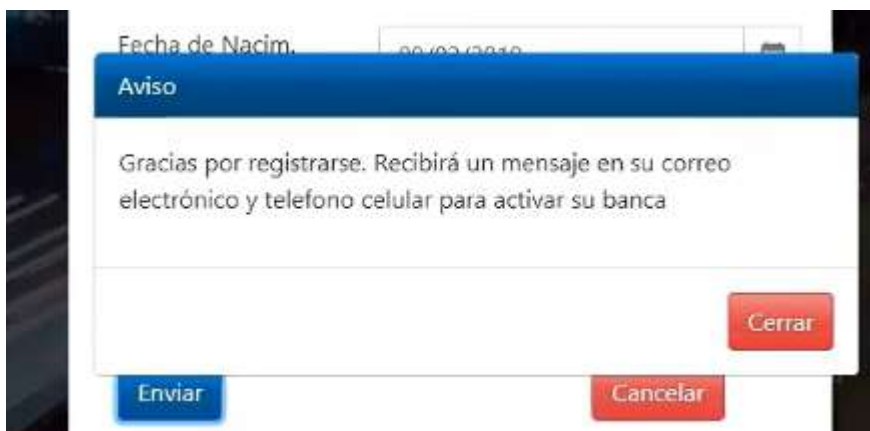 Fecha de Nacim.
Aviso
Gracias por registrarse. Recibirá un mensaje en su correo
electrónico y telefono celular para activar su banca
Cerrar
Enviar
Cancelar